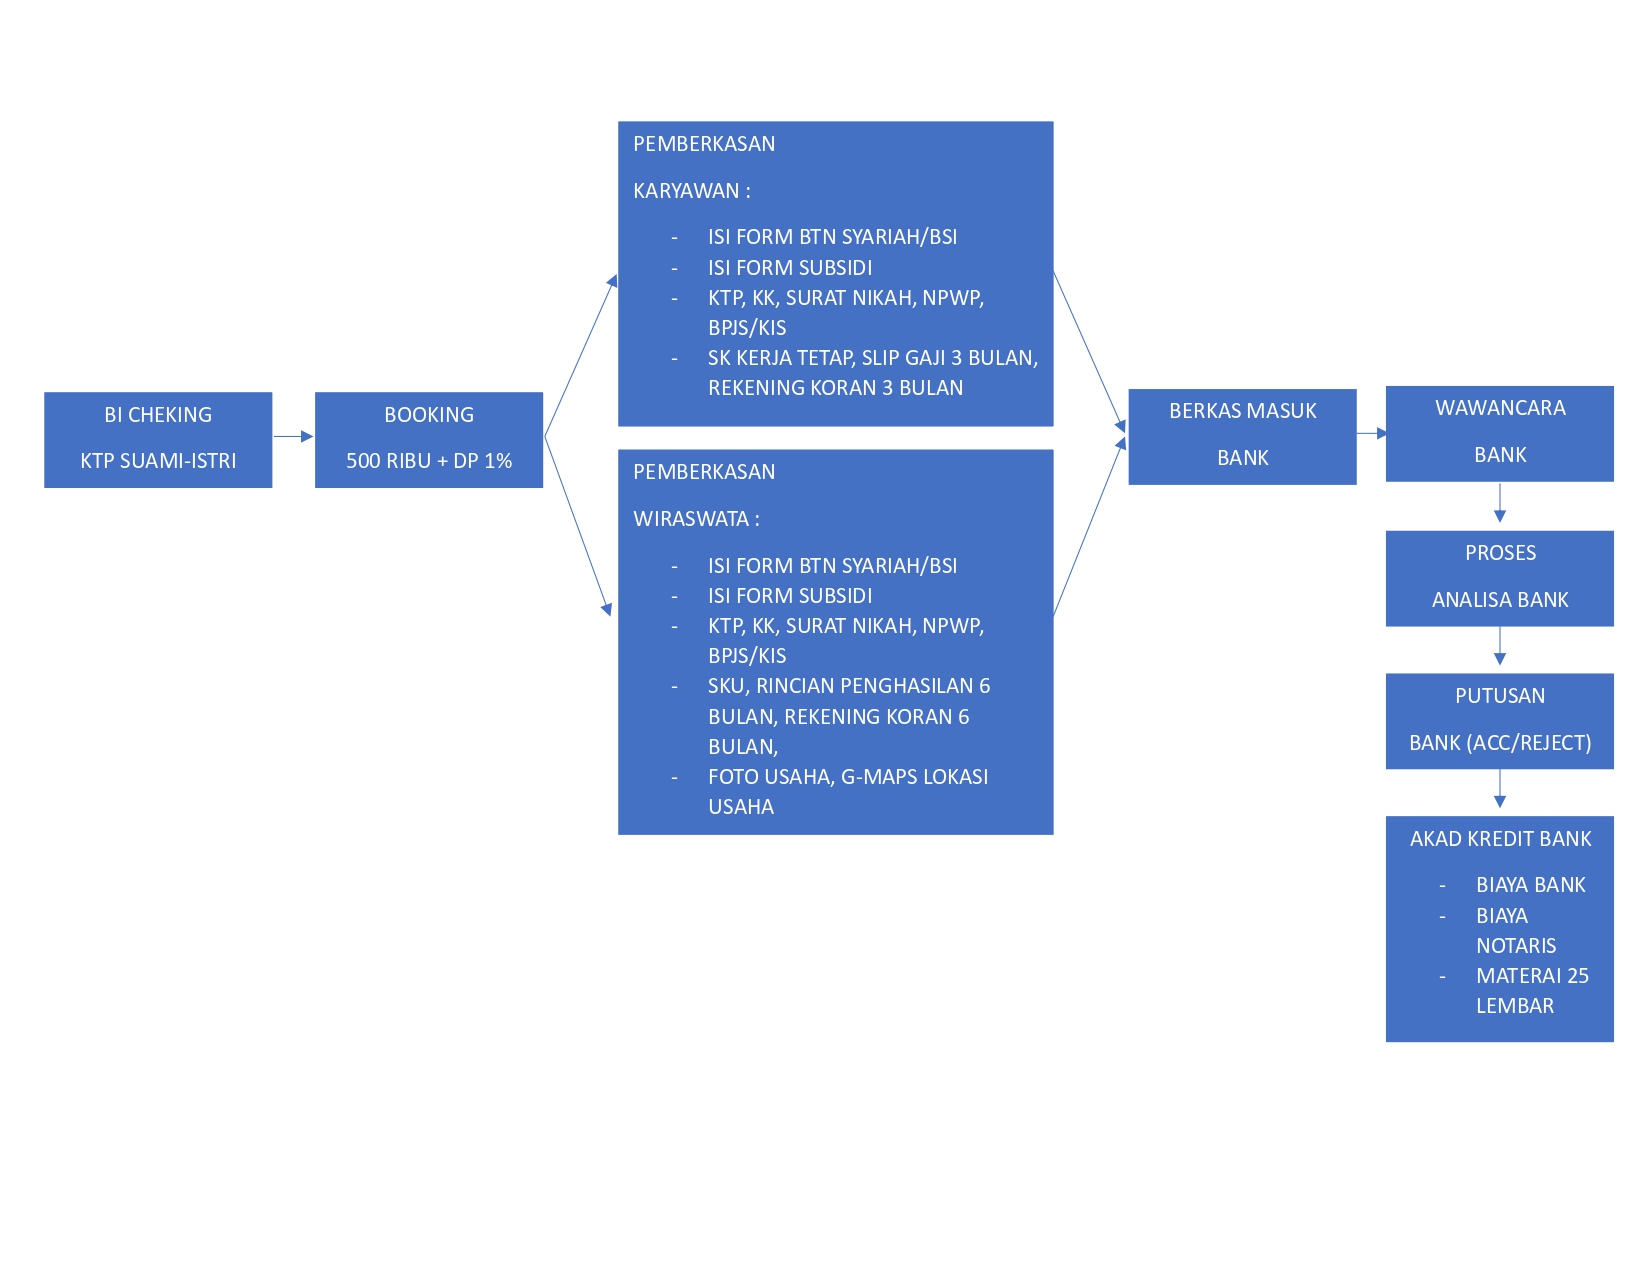 BI CHEKING
KTP SUAMI-ISTRI
BOOKING
500 RIBU + DP 1%
PEMBERKASAN
KARYAWAN :
- ISI FORM BTN SYARIAH/BSI
- ISI FORM SUBSIDI
- KTP, KK, SURAT NIKAH, NPWP,
BPJS/KIS
- SK KERJA TETAP, SLIP GAJI 3 BULAN,
REKENING KORAN 3 BULAN
PEMBERKASAN
WIRASWATA :
- ISI FORM BTN SYARIAH/BSI
- ISI FORM SUBSIDI
- KTP, KK, SURAT NIKAH, NPWP,
BPJS/KIS
- SKU, RINCIAN PENGHASILAN 6
BULAN, REKENING KORAN 6
BULAN,
- FOTO USAHA, G-MAPS LOKASI
USAHA
BERKAS MASUK
BANK
WAWANCARA
BANK
PROSES
ANALISA BANK
PUTUSAN
BANK (ACC/REJECT)
AKAD KREDIT BANK
- BIAYA BANK
- BIAYA
NOTARIS
- MATERAI 25
LEMBAR